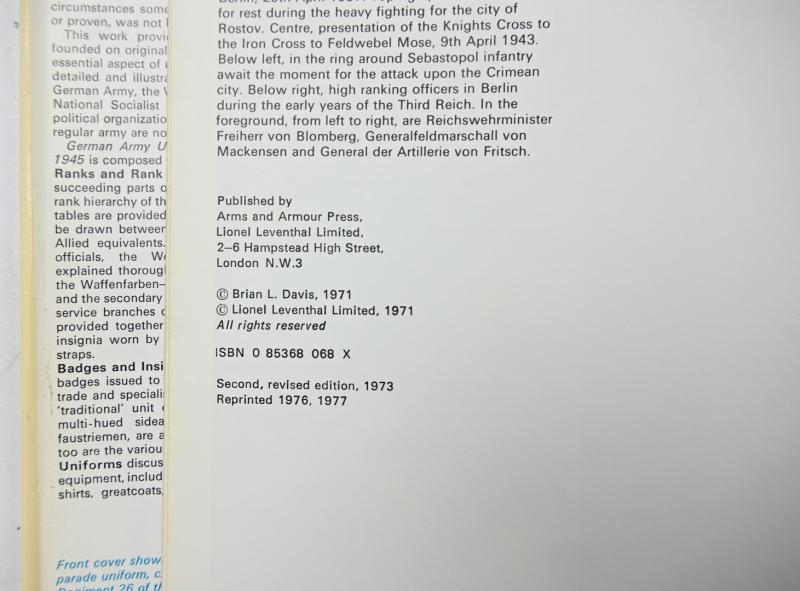 circumstances some
or proven, was not
This work provi
founded on original
essential aspect of
detailed and illustra
German Army, the
National Socialist
political organizatio
regular army are no
German Army U
1945 is composed
Ranks and Rank
succeeding parts o
rank hierarchy of th
tables are provided
be drawn between
Allied equivalents.
officials, the We
explained thoroug
the Waffenfarben—
and the secondary
service branches o
provided together
insignia worn by
straps.
Badges and Insi
badges issued to
trade and speciali
'traditional' unit
multi-hued sidea
faustriemen, are a
too are the variou
Uniforms discus
equipment, includ
shirts, greatcoats,
Front cover show
parade uniform, c
Regiment 26 of th
for rest during the heavy fighting for the city of
Rostov. Centre, presentation of the Knights Cross to
the Iron Cross to Feldwebel Mose, 9th April 1943.
Below left, in the ring around Sebastopol infantry
await the moment for the attack upon the Crimean
city. Below right, high ranking officers in Berlin
during the early years of the Third Reich. In the
foreground, from left to right, are Reichswehrminister
Freiherr von Blomberg, Generalfeldmarschall von
Mackensen and General der Artillerie von Fritsch.
Published by
Arms and Armour Press,
Lionel Leventhal Limited,
2–6 Hampstead High Street,
London N.W.3
© Brian L. Davis, 1971
© Lionel Leventhal Limited, 1971
All rights reserved
ISBN 0 85368 068 X
Second, revised edition, 1973
Reprinted 1976, 1977